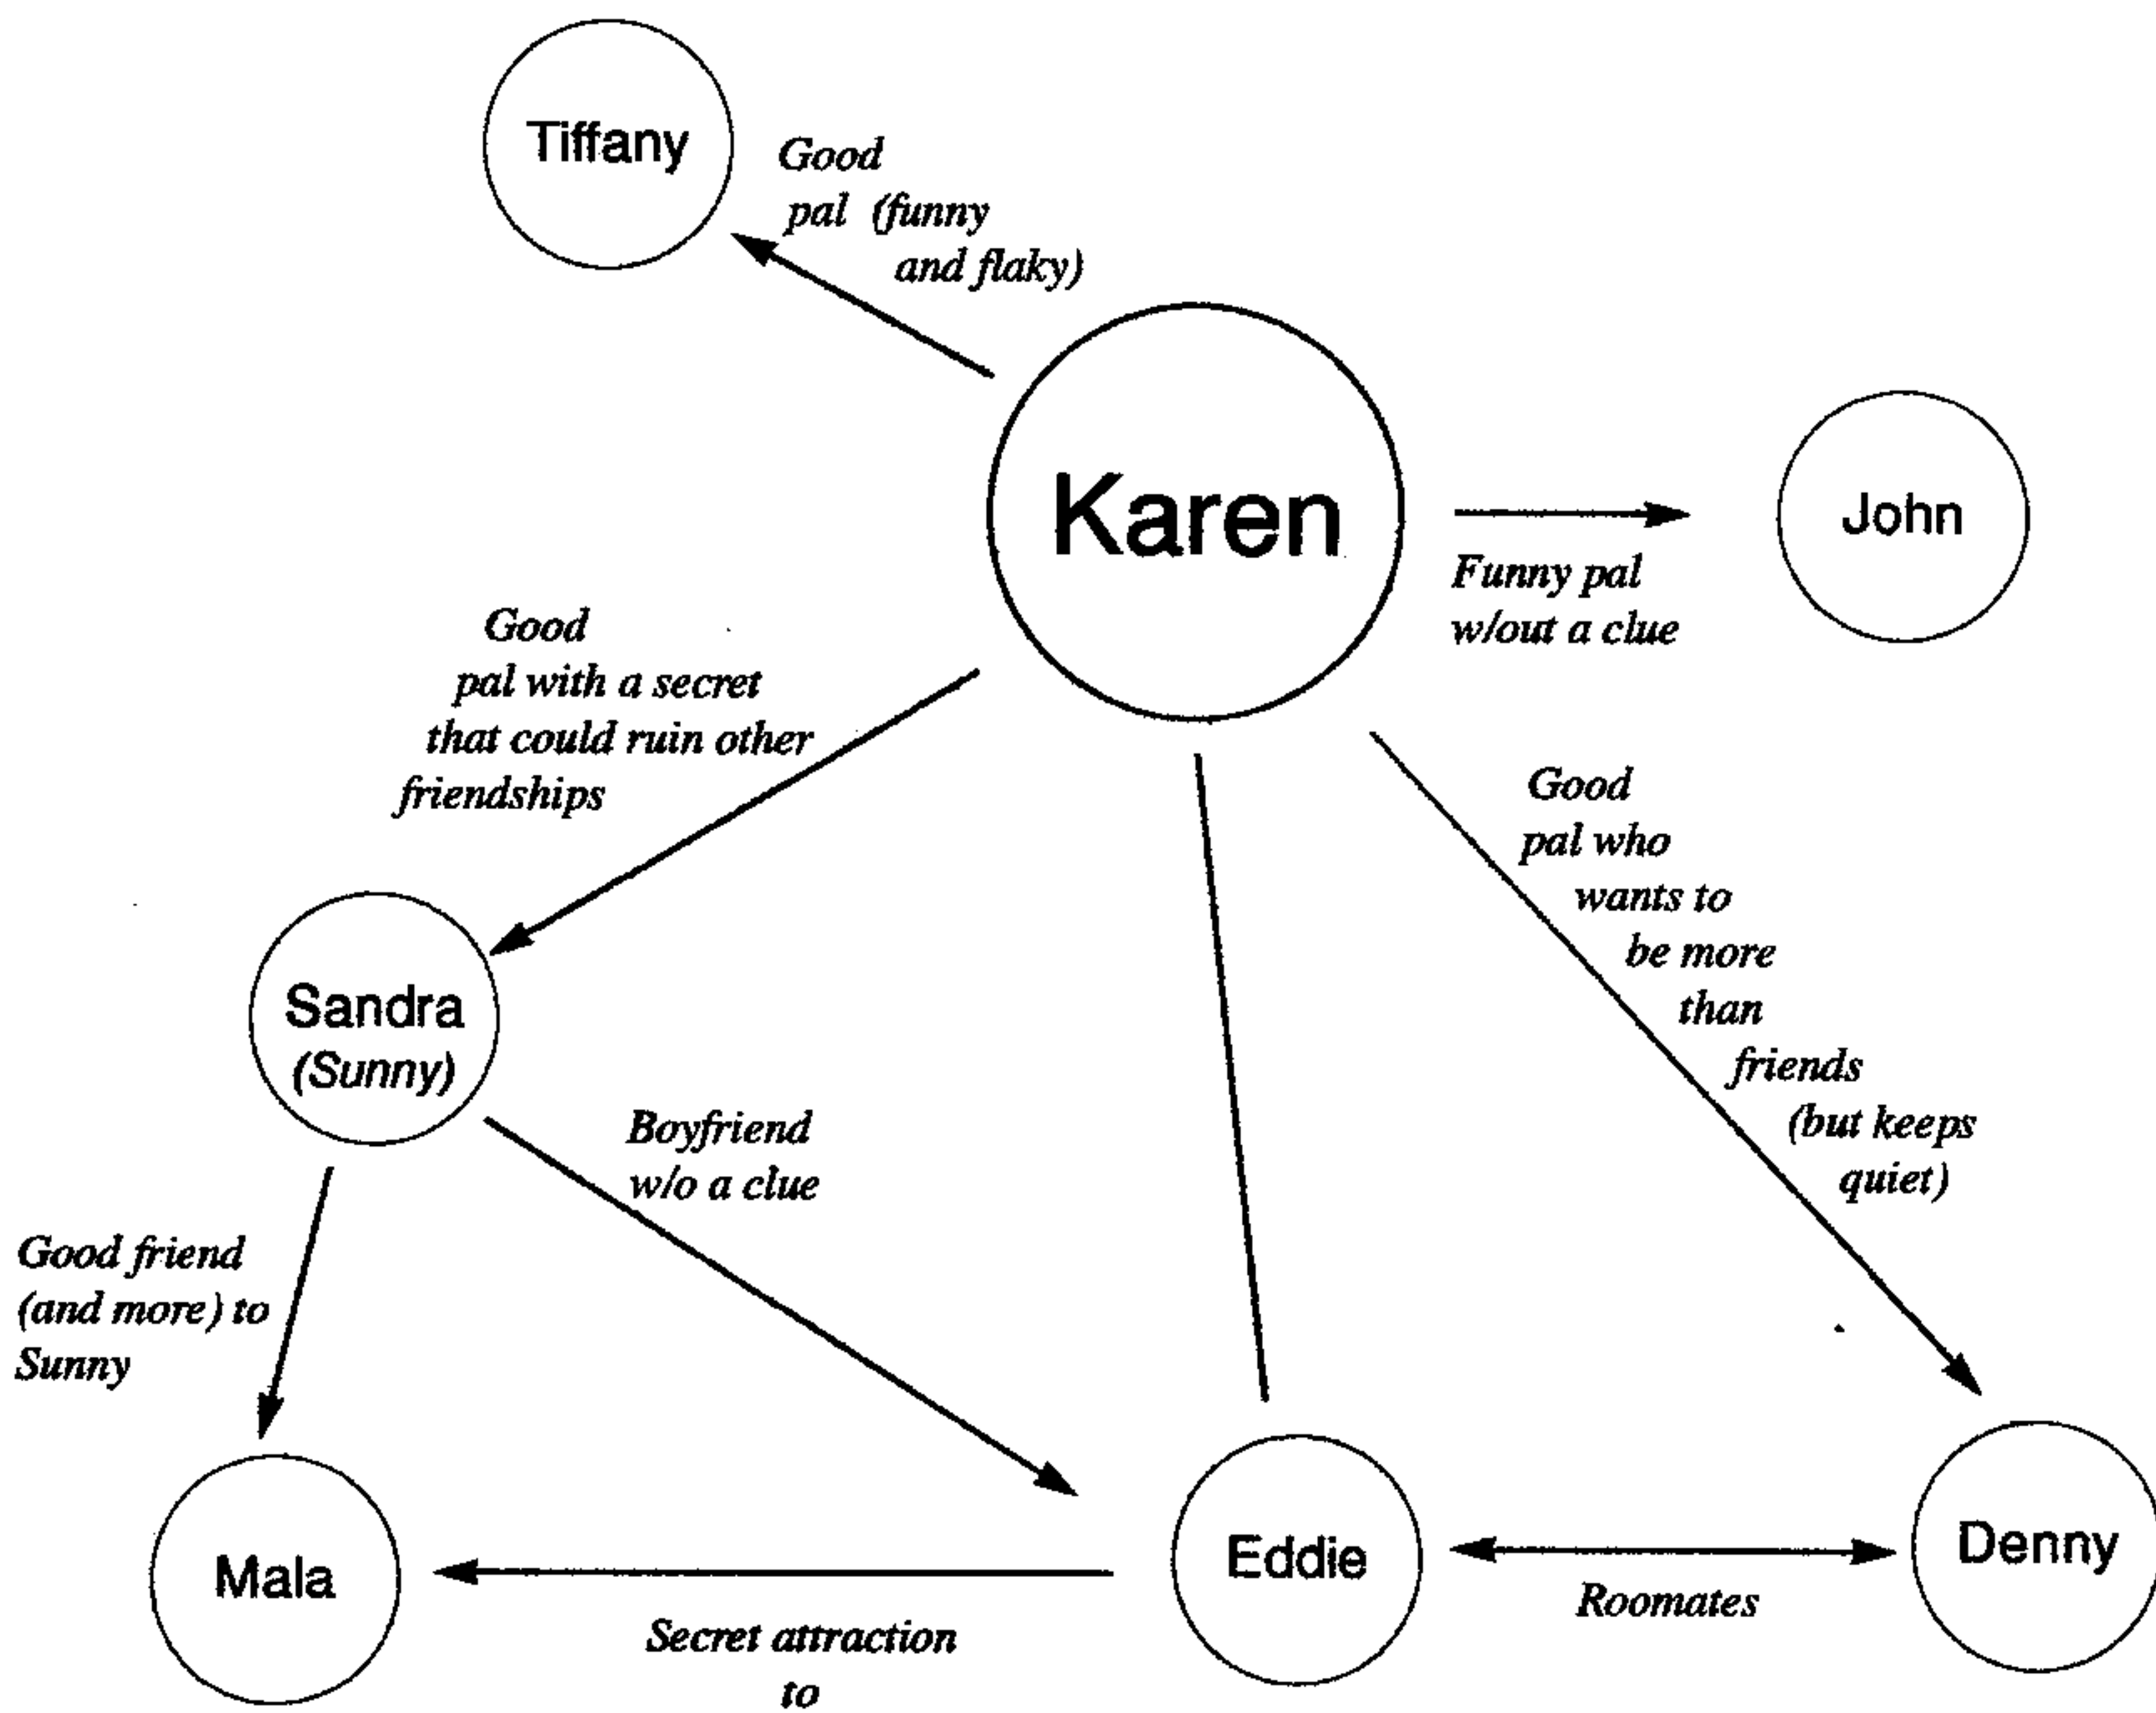 Tiffany
Good
pal (funny
and flaky)
Karen
John
Funny pal
w/out a clue
Good
pal with a secret
that could ruin other
friendships
Good
pal who
wants to
be more
than
friends
(but keeps
quiet)
Sandra
(Sunny)
Boyfriend
w/o a clue
Good friend
(and more) to
Sunny
Mala
Eddie
Denny
Secret attraction
to
Roomates